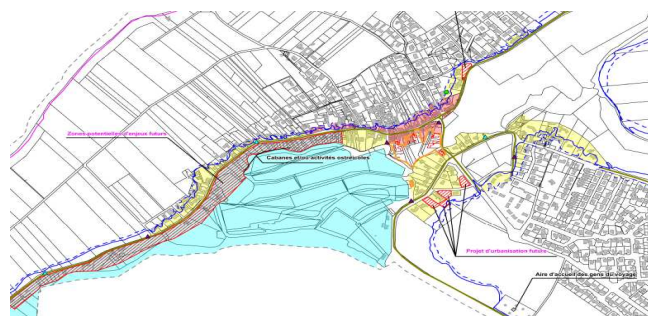 Zones potentielles d'enjeux futurs
Cabanes et/ou activités ostréicoles
Projet d'urbanisation future
Aire d'accueil des gens du voyage